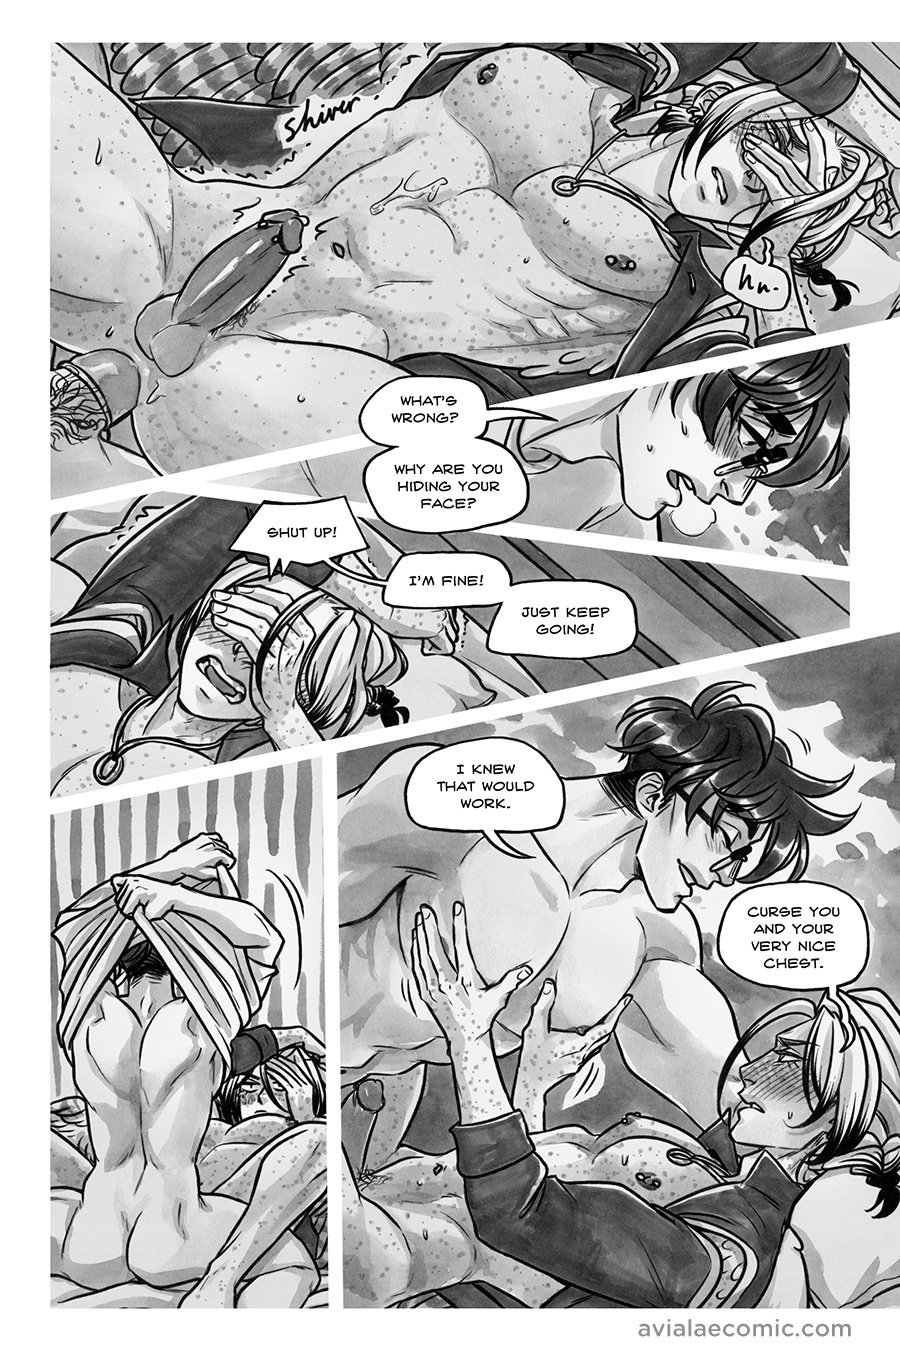 shiver.
hn.
WHAT'S
WRONG?
WHY ARE YOU
HIDING YOUR
FACE?
SHUT UP!
I'M FINE!
JUST KEEP
GOING!
I KNEW
THAT WOULD
WORK.
CURSE YOU
AND YOUR
VERY NICE
CHEST.
avialaecomic.com